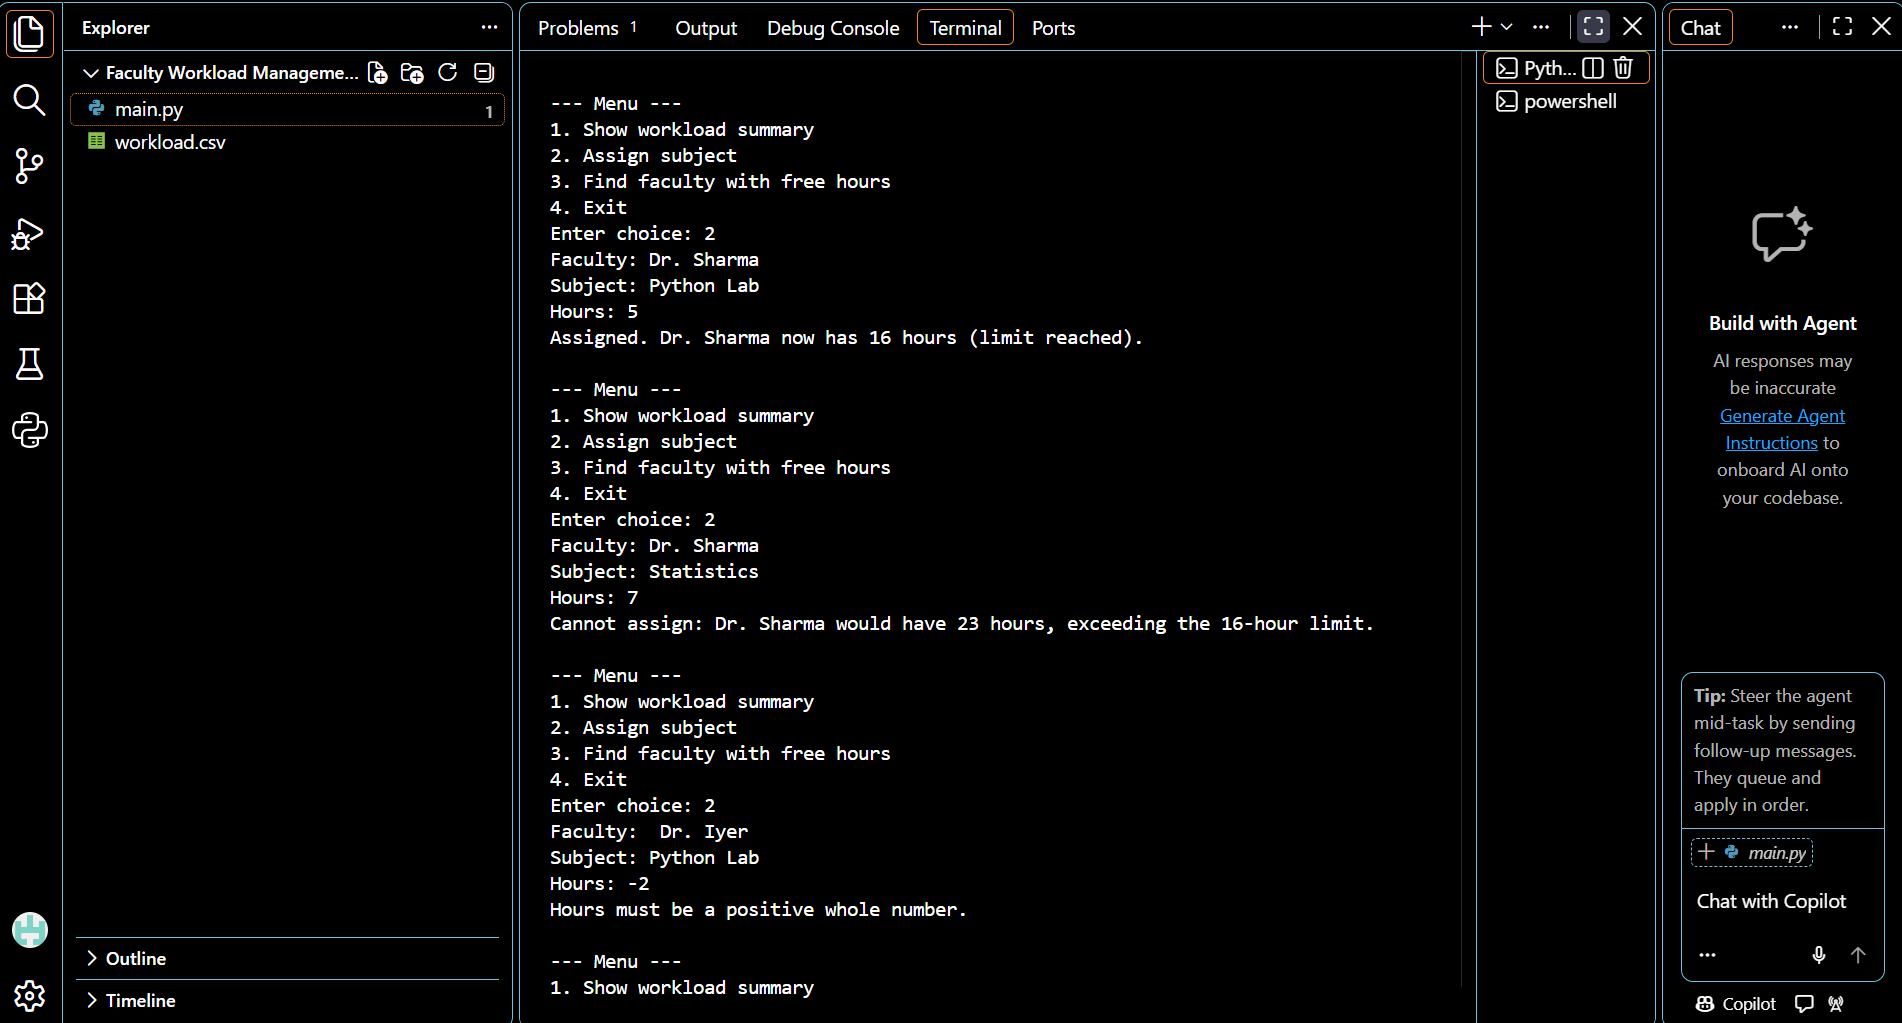 Explorer
Faculty Workload Manageme...
main.py 1
workload.csv
Outline
Timeline
Problems 1 Output Debug Console Terminal Ports
--- Menu ---
1. Show workload summary
2. Assign subject
3. Find faculty with free hours
4. Exit
Enter choice: 2
Faculty: Dr. Sharma
Subject: Python Lab
Hours: 5
Assigned. Dr. Sharma now has 16 hours (limit reached).
--- Menu ---
1. Show workload summary
2. Assign subject
3. Find faculty with free hours
4. Exit
Enter choice: 2
Faculty: Dr. Sharma
Subject: Statistics
Hours: 7
Cannot assign: Dr. Sharma would have 23 hours, exceeding the 16-hour limit.
--- Menu ---
1. Show workload summary
2. Assign subject
3. Find faculty with free hours
4. Exit
Enter choice: 2
Faculty:  Dr. Iyer
Subject: Python Lab
Hours: -2
Hours must be a positive whole number.
--- Menu ---
1. Show workload summary
Pyth...
powershell
Chat
Build with Agent
AI responses may
be inaccurate
Generate Agent
Instructions to
onboard AI onto
your codebase.
Tip: Steer the agent
mid-task by sending
follow-up messages.
They queue and
apply in order.
main.py
Chat with Copilot
Copilot